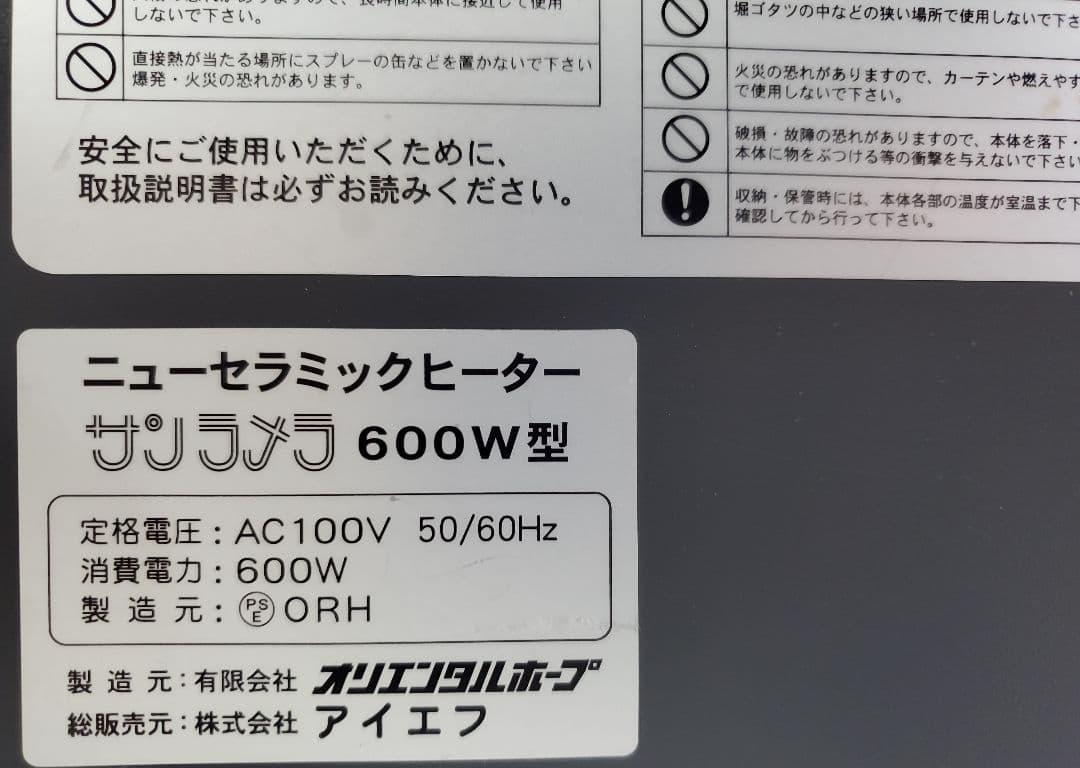 しないで下さい。
直接熱が当たる場所にスプレーの缶などを置かないで下さい
爆発・火災の恐れがあります。
安全にご使用いただくために、
取扱説明書は必ずお読みください。
堀ゴタツの中などの狭い場所で使用しないで下さ
火災の恐れがありますので、カーテンや燃えやす
で使用しないで下さい。
破損・故障の恐れがありますので、本体を落下・
本体に物をぶつける等の衝撃を与えないで下さい
収納・保管時には、本体各部の温度が室温まで下
確認してから行って下さい。
ニューセラミックヒーター
サンラメラ 600W型
定格電圧：AC100V 50/60Hz
消費電力：600W
製造元：PSE ORH
製造元：有限会社 オリエンタルホープ
総販売元：株式会社 アイエフ